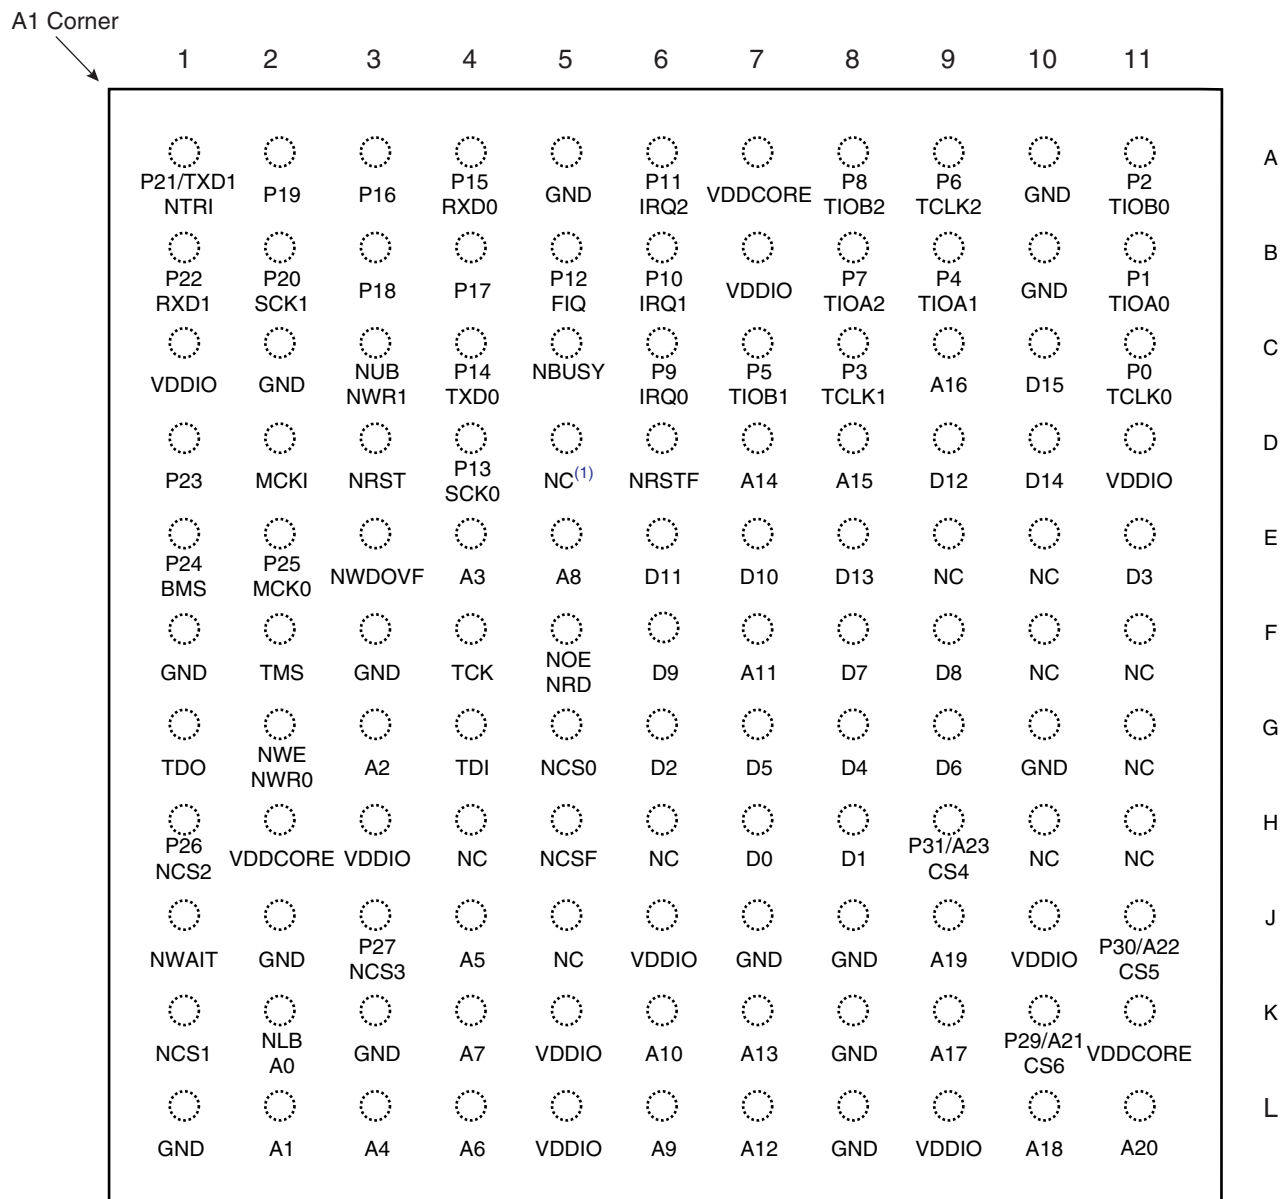 A1 Corner
1 2 3 4 5 6 7 8 9 10 11
A
P21/TXD1 P19 P16 P15 GND P11 VDDCORE P8 P6 GND P2
NTRI RXD0 IRQ2 TIOB2 TCLK2 TIOB0
B
P22 P20 P18 P17 P12 P10 VDDIO P7 P4 GND P1
RXD1 SCK1 FIQ IRQ1 TIOA2 TIOA1 TIOA0
C
VDDIO GND NUB P14 NBUSY P9 P5 P3 A16 D15 P0
NWR1 TXD0 IRQ0 TIOB1 TCLK1 TCLK0
D
P23 MCKI NRST P13 NC(1) NRSTF A14 A15 D12 D14 VDDIO
SCK0
E
P24 P25 NWDOVF A3 A8 D11 D10 D13 NC NC D3
BMS MCK0
F
GND TMS GND TCK NOE D9 A11 D7 D8 NC NC
NRD
G
TDO NWE A2 TDI NCS0 D2 D5 D4 D6 GND NC
NWR0
H
P26 VDDCORE VDDIO NC NCSF NC D0 D1 P31/A23 NC NC
NCS2 CS4
J
NWAIT GND P27 A5 NC VDDIO GND GND A19 VDDIO P30/A22
NCS3 CS5
K
NCS1 NLB GND A7 VDDIO A10 A13 GND A17 P29/A21 VDDCORE
A0 CS6
L
GND A1 A4 A6 VDDIO A9 A12 GND VDDIO A18 A20